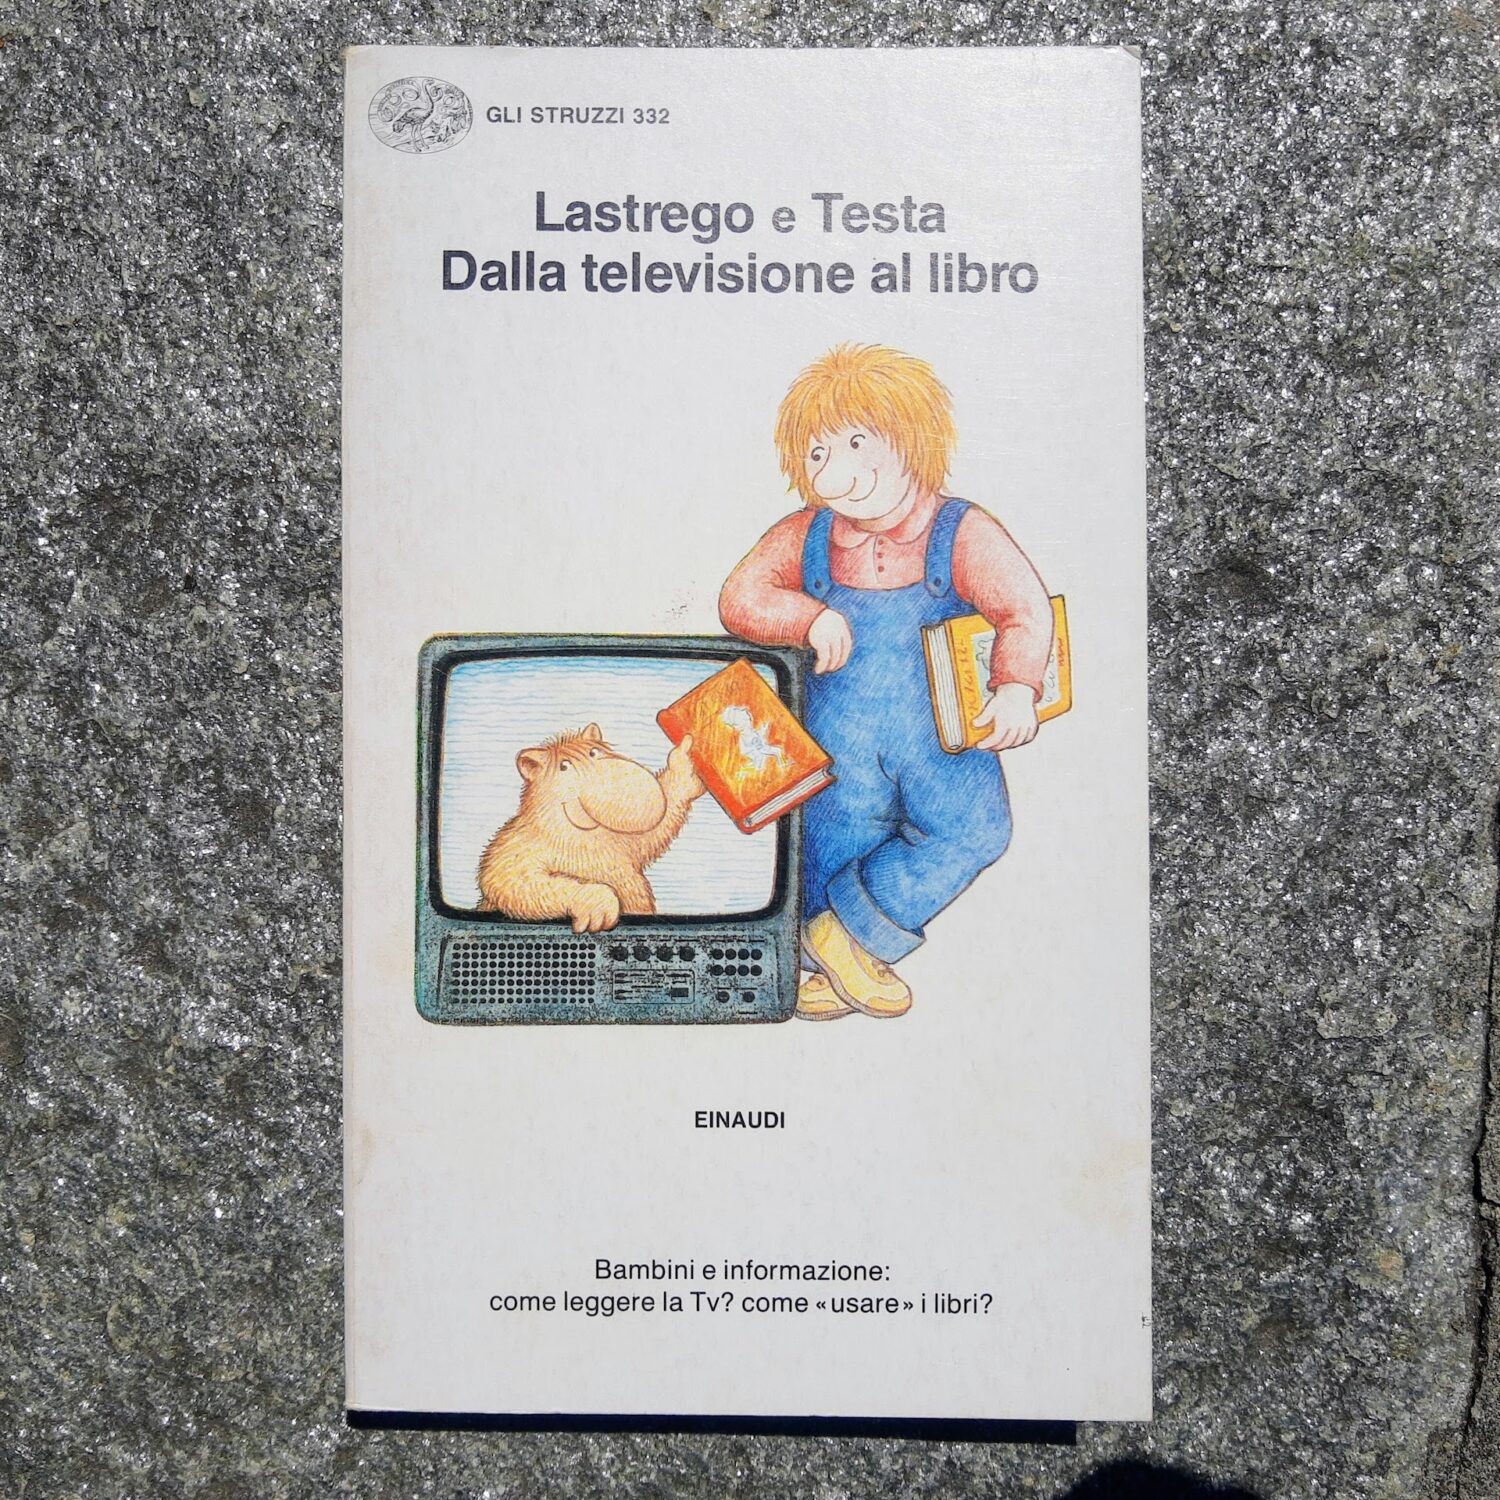 GLI STRUZZI 332
Lastrego e Testa
Dalla televisione al libro
EINAUDI
Bambini e informazione:
come leggere la Tv? come «usare» i libri?